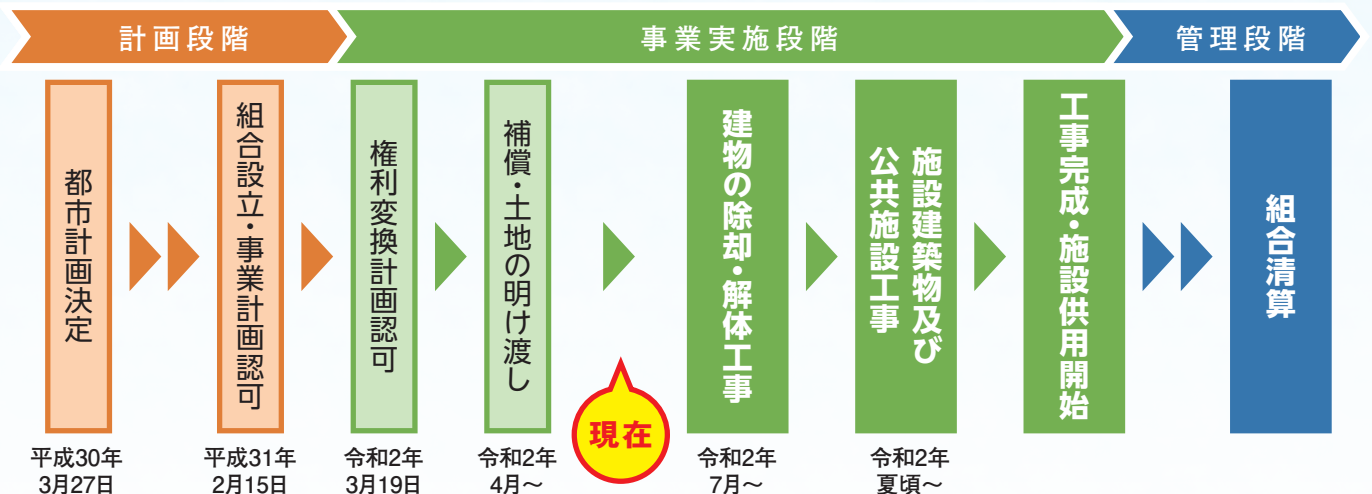 計画段階
事業実施段階
管理段階
都市計画決定
平成30年
3月27日
組合設立・事業計画認可
平成31年
2月15日
権利変換計画認可
令和2年
3月19日
補償・土地の明け渡し
令和2年
4月～
現在
建物の除却・解体工事
令和2年
7月～
施設建築物及び
公共施設工事
令和2年
夏頃～
工事完成・施設供用開始
組合清算